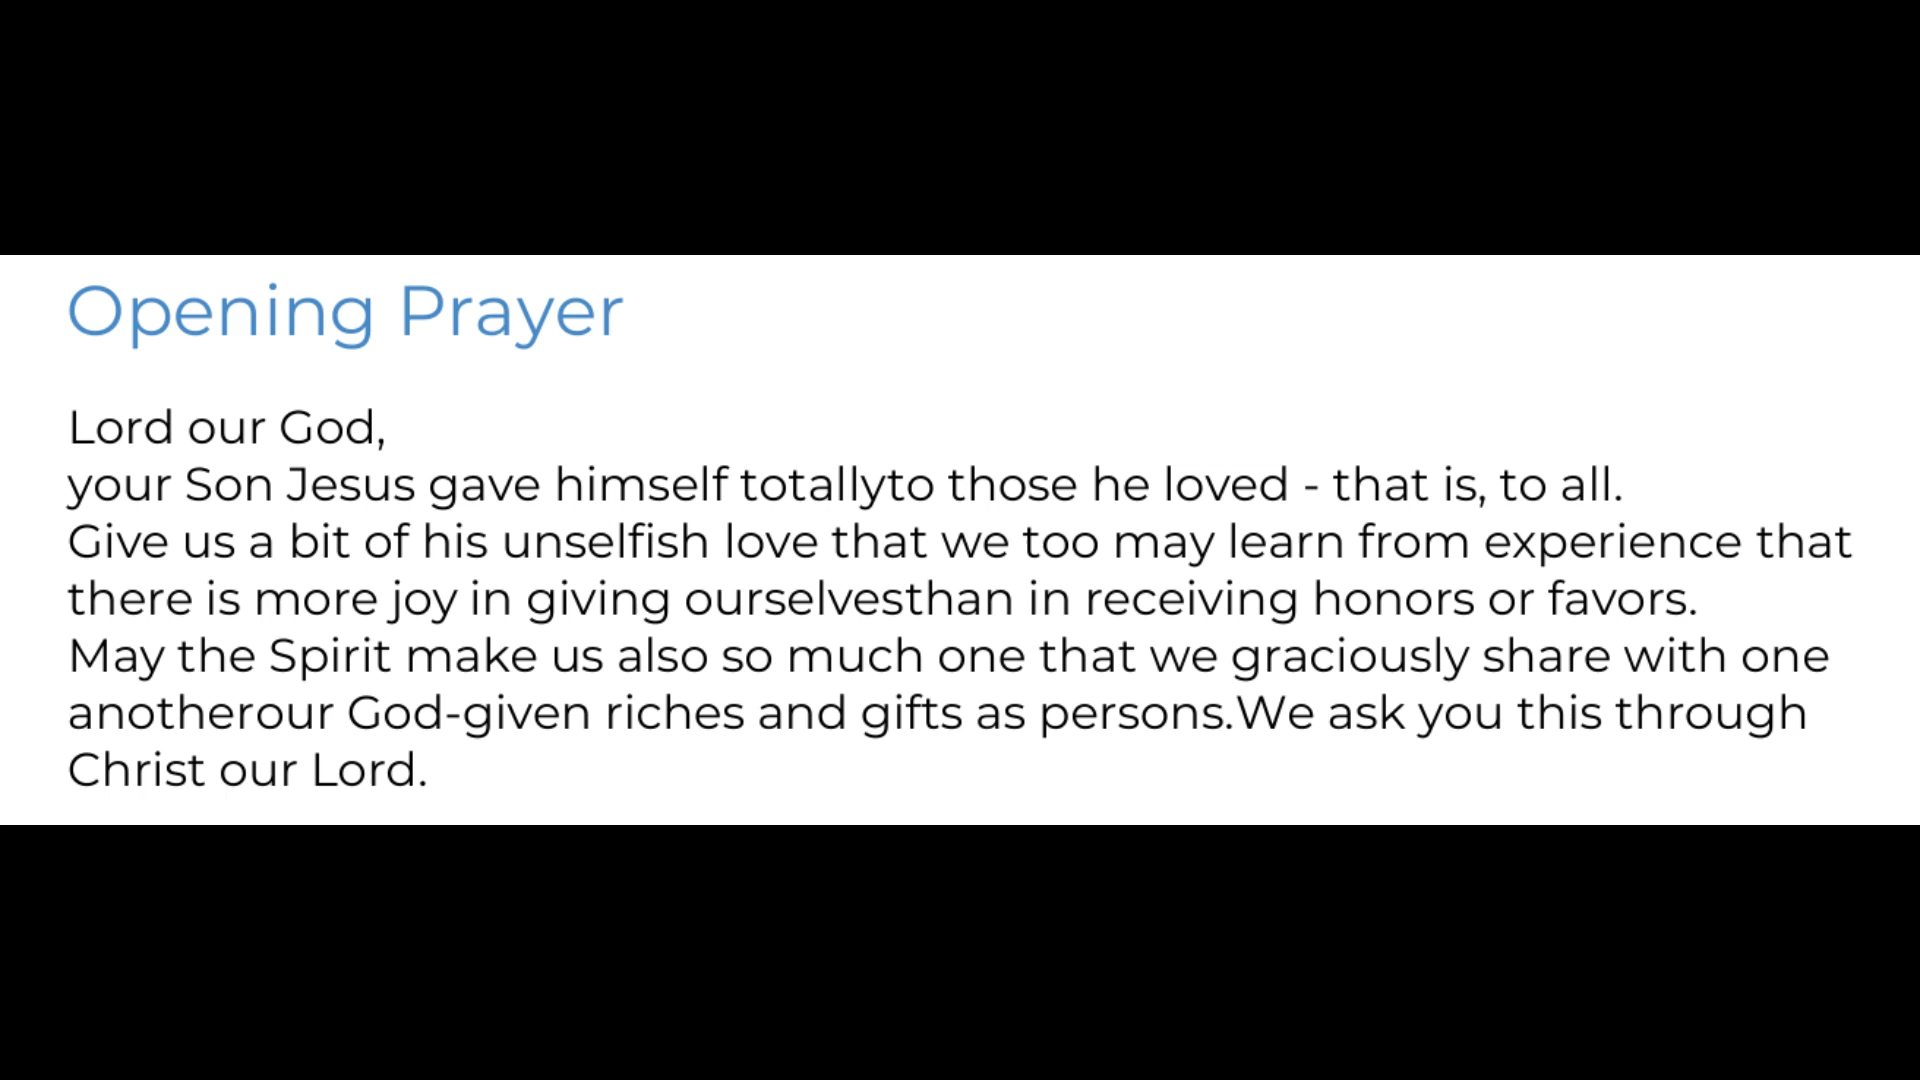 Opening Prayer
Lord our God,
your Son Jesus gave himself totallyto those he loved - that is, to all.
Give us a bit of his unselfish love that we too may learn from experience that
there is more joy in giving ourselvesthan in receiving honors or favors.
May the Spirit make us also so much one that we graciously share with one
anotherour God-given riches and gifts as persons.We ask you this through
Christ our Lord.